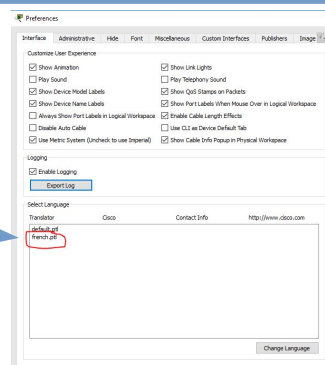 Preferences
Interface Administrative Hide Font Miscellaneous Custom Interfaces Publishers Image
Customize User Experience
Show Animation Show Link Lights
Play Sound Play Telephony Sound
Show Device Model Labels Show QoS Stamps on Packets
Show Device Name Labels Show Port Labels When Mouse Over in Logical Workspace
Always Show Port Labels in Logical Workspace Enable Cable Length Effects
Disable Auto Cable Use CLI as Device Default Tab
Use Metric System (Uncheck to use Imperial) Show Cable Info Popup in Physical Workspace
Logging
Enable Logging
Export Log
Select Language
Translator Cisco Contact Info http://www.cisco.com
default.ptl
french.ptl
Change Language